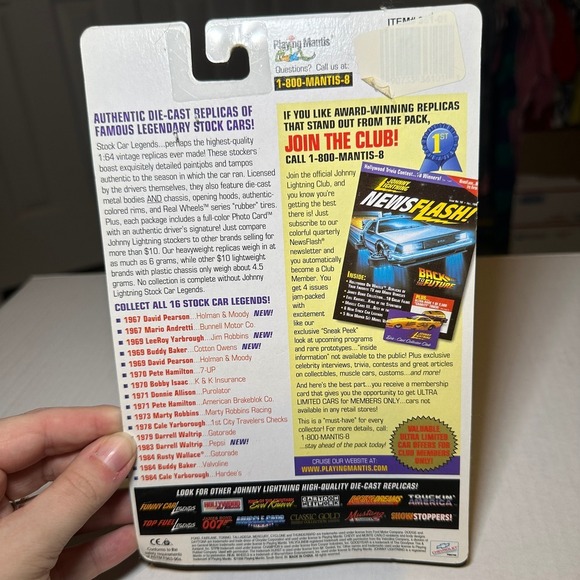 ITEM#
Playing Mantis
Questions? Call us at:
1-800-MANTIS-8
AUTHENTIC DIE-CAST REPLICAS OF
FAMOUS LEGENDARY STOCK CARS!
Stock Car Legends...perhaps the highest-quality
1:64 vintage replicas ever made! These stockers
boast exquisitely detailed paintjobs and tampos
authentic to the season in which the car ran. Licensed
by the drivers themselves, they also feature die-cast
metal bodies AND chassis, opening hoods, authentic-
colored rims, and Real Wheels™ series "rubber" tires.
Plus, each package includes a full-color Photo Card™
with an authentic driver's signature! Just compare
Johnny Lightning stockers to other brands selling for
more than $10. Our heavyweight replicas weigh in at
as much as 6 grams, while other $10 lightweight
brands with plastic chassis only weigh about 4.5
grams. No collection is complete without Johnny
Lightning Stock Car Legends.
COLLECT ALL 16 STOCK CAR LEGENDS!
• 1967 David Pearson...Holman & Moody NEW!
• 1967 Mario Andretti...Bunnell Motor Co.
• 1969 LeeRoy Yarbrough...Jim Robbins NEW!
• 1969 Buddy Baker...Cotton Owens NEW!
• 1969 David Pearson...Holman & Moody
• 1970 Pete Hamilton...7-UP
• 1970 Bobby Isaac...K & K Insurance
• 1971 Donnie Allison...Purolator
• 1971 Pete Hamilton...American Brakeblok Co.
• 1973 Marty Robbins...Marty Robbins Racing
• 1978 Cale Yarborough...1st City Travelers Checks
• 1979 Darrell Waltrip...Gatorade
• 1983 Darrell Waltrip...Pepsi NEW!
• 1984 Rusty Wallace*...Gatorade
• 1984 Buddy Baker...Valvoline
• 1984 Cale Yarborough...Hardee's
IF YOU LIKE AWARD-WINNING REPLICAS
THAT STAND OUT FROM THE PACK,
JOIN THE CLUB!
CALL 1-800-MANTIS-8
1ST
Join the official Johnny
Lightning Club, and
you know you're
getting the best
there is! Just
subscribe to our
colorful quarterly
NewsFlash®
newsletter and
you automatically
become a Club
Member. You
get 4 issues
jam-packed
with
excitement
like our
exclusive "Sneak Peek"
look at upcoming programs
and rare prototypes..."inside
information" not available to the public! Plus exclusive
celebrity interviews, trivia, contests and great articles
on collectibles, muscle cars, customs...and more!
And here's the best part...you receive a membership
card that gives you the opportunity to get ULTRA
LIMITED CARS for MEMBERS ONLY...cars not
available in any retail stores!
This is a "must-have" for every
collector! For more details, call
1-800-MANTIS-8
...stay ahead of the pack today!
Hollywood Trivia Contest...10 Winners!
JOHNNY LIGHTNING
NEWSFLASH!
INSIDE:
BACK TO THE FUTURE
PLUS
VALUABLE
ULTRA LIMITED
CAR OFFERS FOR
CLUB MEMBERS
ONLY!
CRUISE OUR WEBSITE AT
WWW.PLAYINGMANTIS.COM
LOOK FOR OTHER JOHNNY LIGHTNING HIGH-QUALITY DIE-CAST REPLICAS:
FUNNY CAR LEGENDS
HOLLYWOOD
CARTOON NETWORK
TRUCKIN' AMERICA
TOP FUEL LEGENDS
007
MUSCLE CARS
CLASSIC GOLD
Mustang
SHOWSTOPPERS!
CE